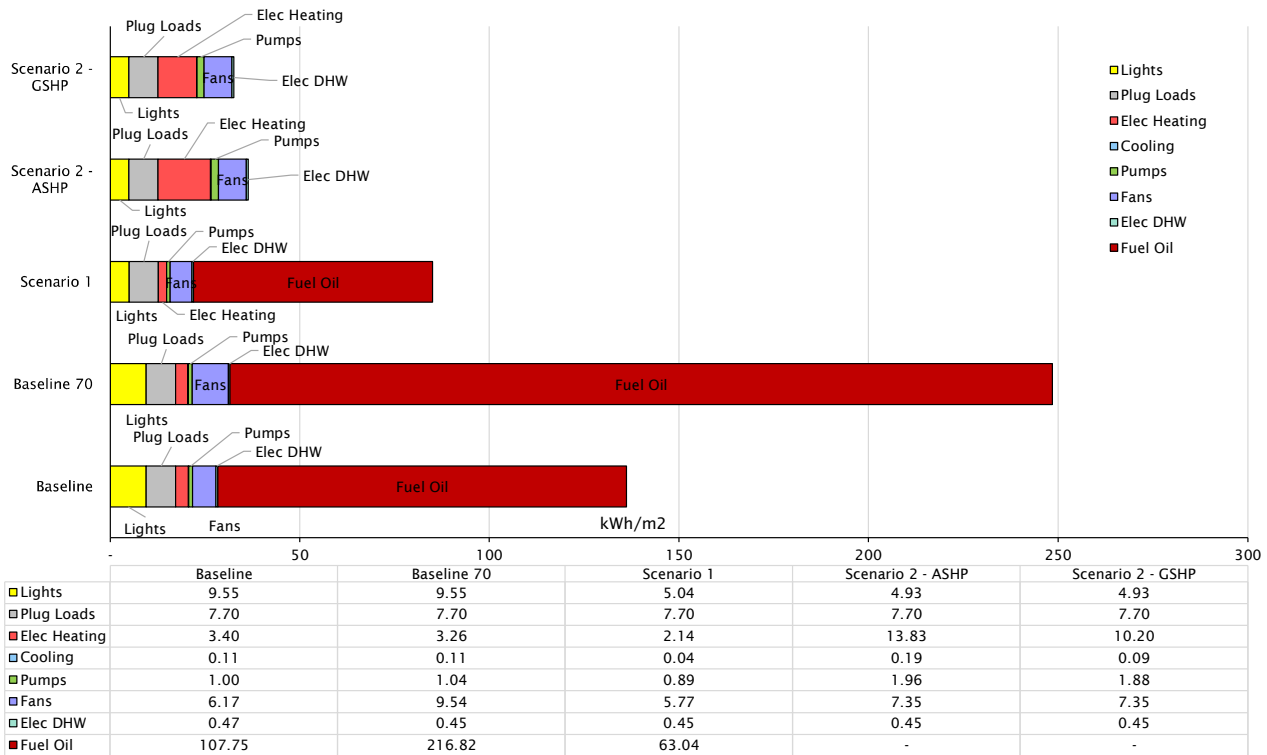 Plug Loads
Elec Heating
Pumps
Scenario 2 -
GSHP
Fans
Elec DHW
Lights
Plug Loads
Elec Heating
Pumps
Scenario 2 -
ASHP
Fans
Elec DHW
Lights
Plug Loads
Pumps
Elec DHW
Scenario 1
Fans
Fuel Oil
Lights
Elec Heating
Plug Loads
Pumps
Elec DHW
Baseline 70
Fans
Fuel Oil
Lights
Plug Loads
Pumps
Elec DHW
Baseline
Fuel Oil
Lights
Fans
kWh/m2
Lights
Plug Loads
Elec Heating
Cooling
Pumps
Fans
Elec DHW
Fuel Oil
- 50 100 150 200 250 300
Baseline Baseline 70 Scenario 1 Scenario 2 - ASHP Scenario 2 - GSHP
Lights 9.55 9.55 5.04 4.93 4.93
Plug Loads 7.70 7.70 7.70 7.70 7.70
Elec Heating 3.40 3.26 2.14 13.83 10.20
Cooling 0.11 0.11 0.04 0.19 0.09
Pumps 1.00 1.04 0.89 1.96 1.88
Fans 6.17 9.54 5.77 7.35 7.35
Elec DHW 0.47 0.45 0.45 0.45 0.45
Fuel Oil 107.75 216.82 63.04 - -